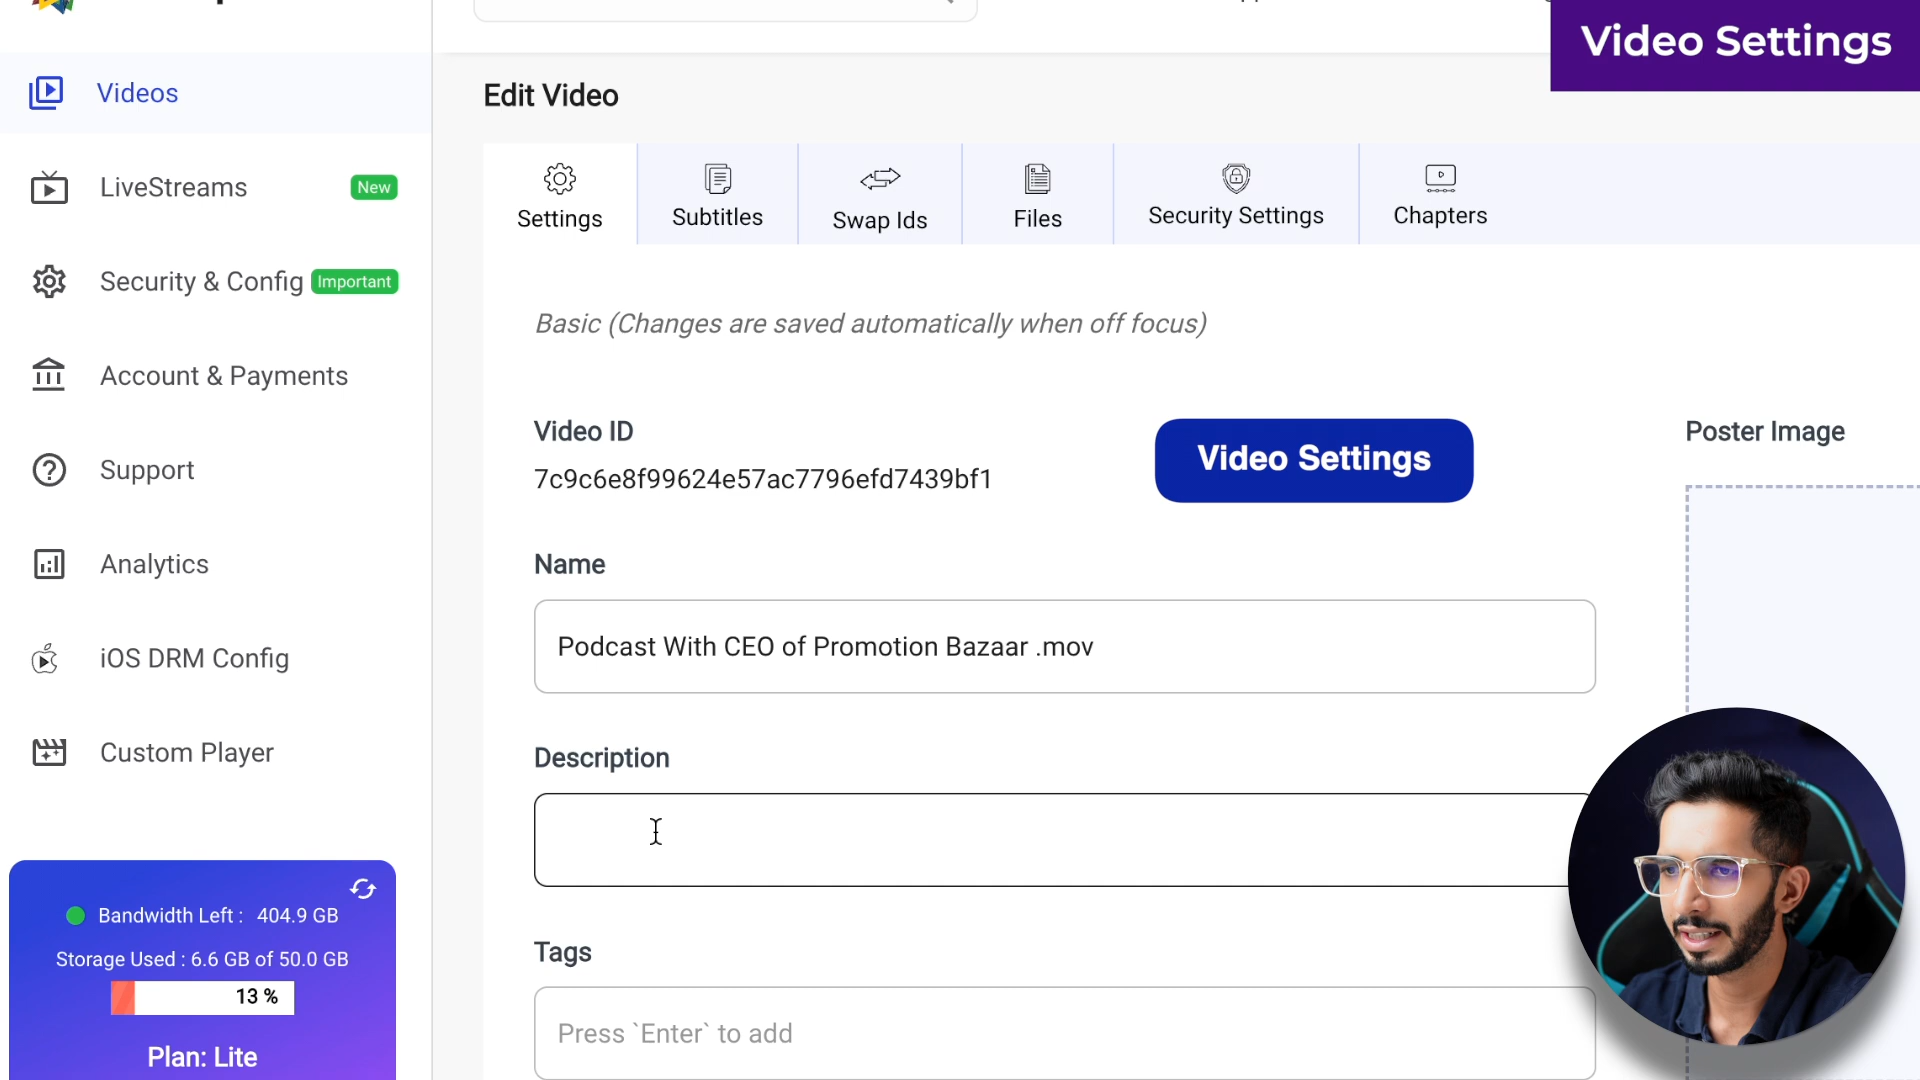 Video Settings
Videos
Edit Video
LiveStreams
New
Settings
Subtitles
Swap Ids
Files
Security Settings
Chapters
Security & Config
Important
Basic (Changes are saved automatically when off focus)
Account & Payments
Video ID
Video Settings
Poster Image
Support
7c9c6e8f99624e57ac7796efd7439bf1
Analytics
Name
iOS DRM Config
Podcast With CEO of Promotion Bazaar .mov
Custom Player
Description
Bandwidth Left : 404.9 GB
Storage Used : 6.6 GB of 50.0 GB
Tags
13 %
Press `Enter` to add
Plan: Lite